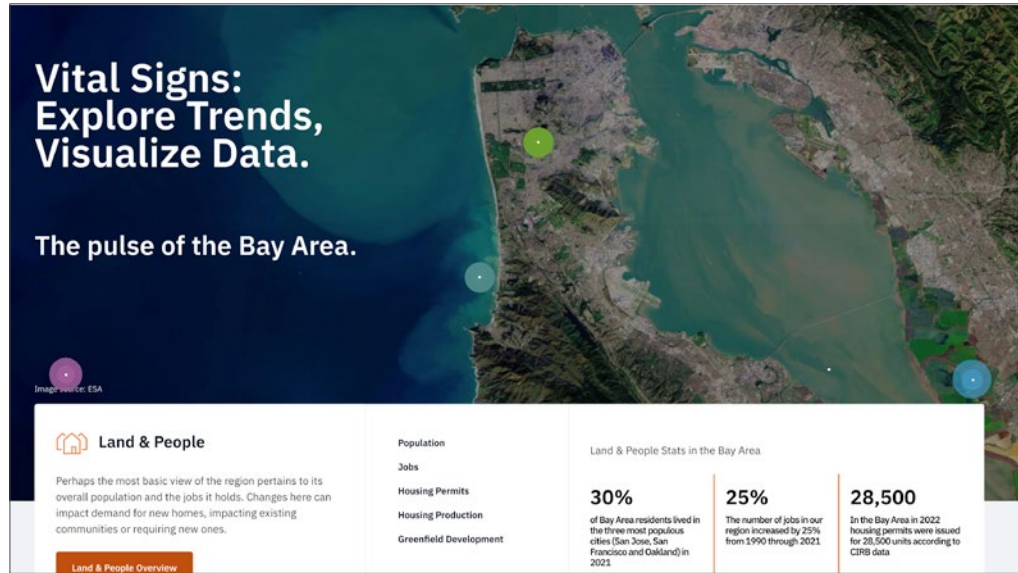 Vital Signs:
Explore Trends,
Visualize Data.
The pulse of the Bay Area.
Image source: ESA
Land & People
Perhaps the most basic view of the region pertains to its
overall population and the jobs it holds. Changes here can
impact demand for new homes, impacting existing
communities or requiring new ones.
Land & People Overview
Population
Jobs
Housing Permits
Housing Production
Greenfield Development
Land & People Stats in the Bay Area
30%
of Bay Area residents lived in
the three most populous
cities (San Jose, San
Francisco and Oakland) in
2021
25%
The number of jobs in our
region increased by 25%
from 1990 through 2021
28,500
In the Bay Area in 2022
housing permits were issued
for 28,500 units according to
CIRB data